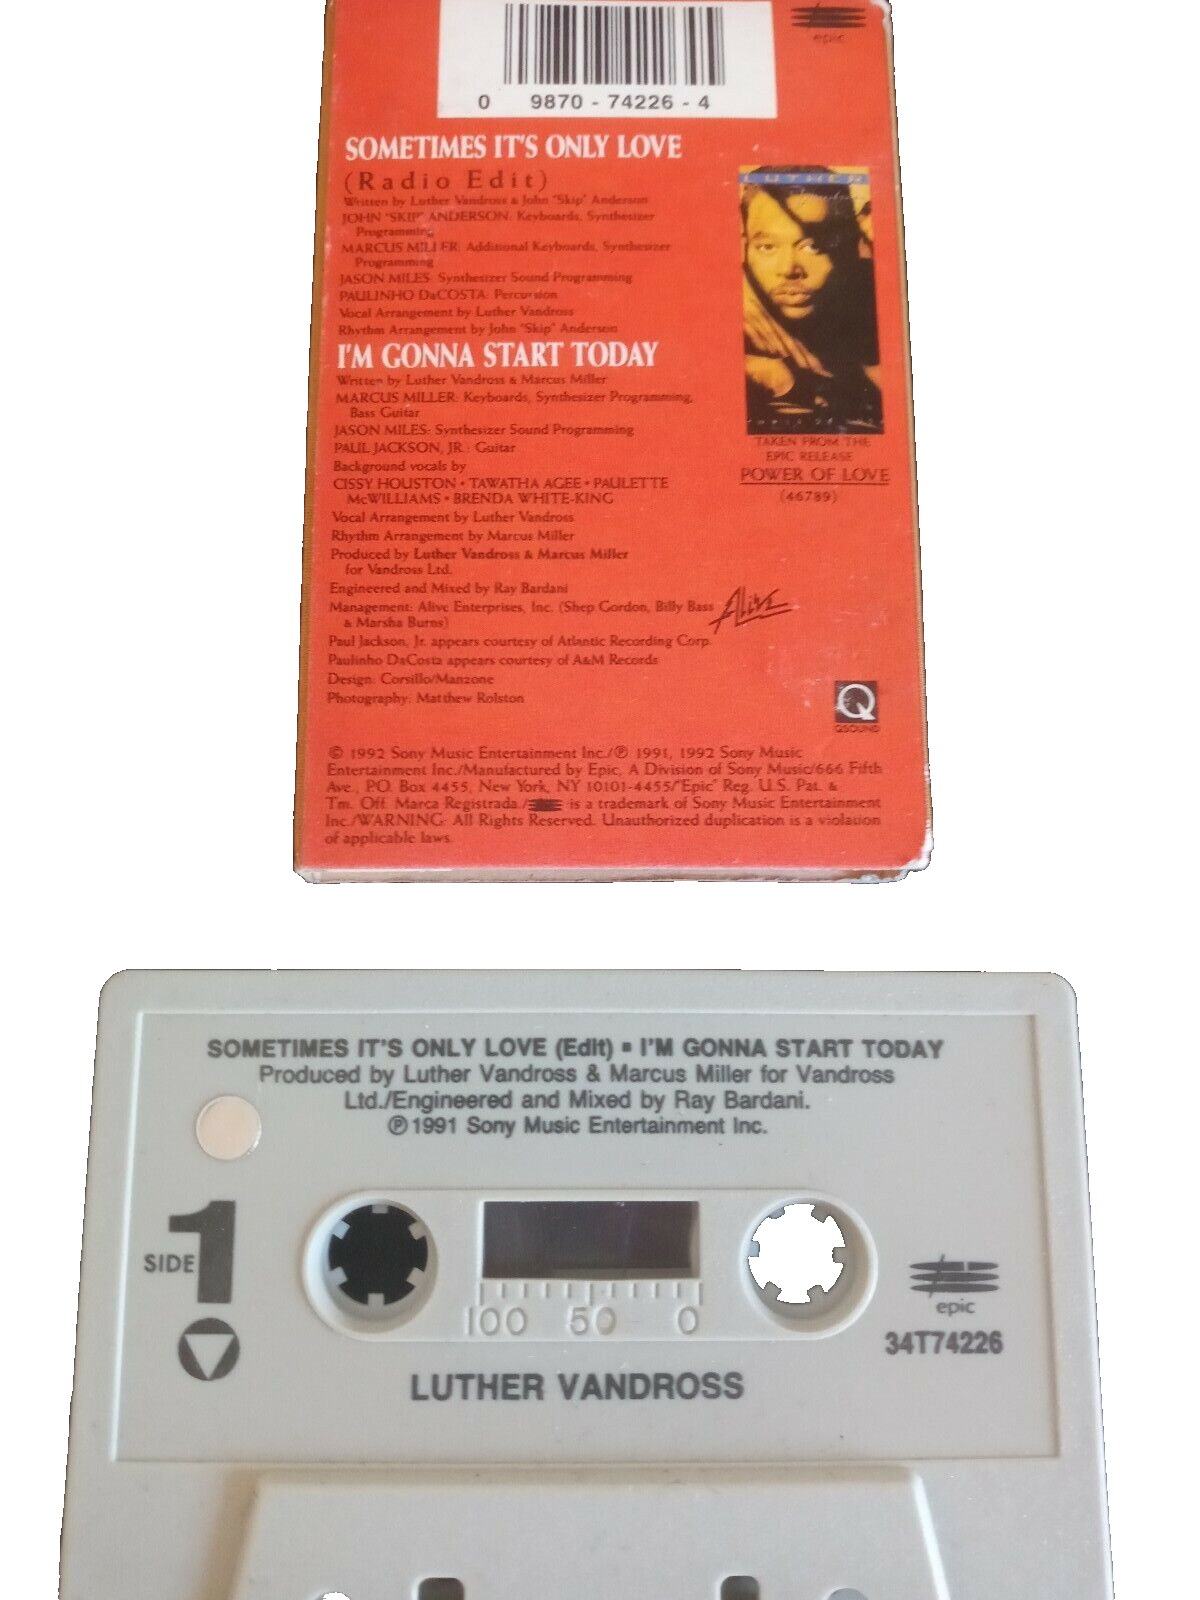 0 9870 - 74226 - 4
epic
SOMETIMES IT'S ONLY LOVE
(Radio Edit)
Written by Luther Vandross & John "Skip" Anderson
JOHN "SKIP" ANDERSON: Keyboards, Synthesizer
Programming
MARCUS MILLER: Additional Keyboards, Synthesizer
Programming
JASON MILES: Synthesizer Sound Programming
PAULINHO DaCOSTA: Percussion
Vocal Arrangement by Luther Vandross
Rhythm Arrangement by John "Skip" Anderson
I'M GONNA START TODAY
Written by Luther Vandross & Marcus Miller
MARCUS MILLER: Keyboards, Synthesizer Programming,
Bass Guitar
JASON MILES: Synthesizer Sound Programming
PAUL JACKSON, JR.: Guitar
Background vocals by
CISSY HOUSTON • TAWATHA AGEE • PAULETTE
McWILLIAMS • BRENDA WHITE-KING
Vocal Arrangement by Luther Vandross
Rhythm Arrangement by Marcus Miller
Produced by Luther Vandross & Marcus Miller
for Vandross Ltd.
Engineered and Mixed by Ray Bardani
Management: Alive Enterprises, Inc. (Shep Gordon, Billy Bass
& Marsha Burns)
Paul Jackson, Jr. appears courtesy of Atlantic Recording Corp.
Paulinho DaCosta appears courtesy of A&M Records
Design: Corsillo/Manzone
Photography: Matthew Rolston
LUTHER
TAKEN FROM THE
EPIC RELEASE
POWER OF LOVE
(46789)
Alive
Q
QSOUND
© 1992 Sony Music Entertainment Inc./℗ 1991, 1992 Sony Music
Entertainment Inc./Manufactured by Epic, A Division of Sony Music/666 Fifth
Ave., P.O. Box 4455, New York, NY 10101-4455/"Epic" Reg. U.S. Pat. &
Tm. Off. Marca Registrada./ is a trademark of Sony Music Entertainment
Inc./WARNING: All Rights Reserved. Unauthorized duplication is a violation
of applicable laws.
SOMETIMES IT'S ONLY LOVE (Edit) ▪ I'M GONNA START TODAY
Produced by Luther Vandross & Marcus Miller for Vandross
Ltd./Engineered and Mixed by Ray Bardani.
℗ 1991 Sony Music Entertainment Inc.
SIDE 1
100 50 0
epic
34T74226
LUTHER VANDROSS